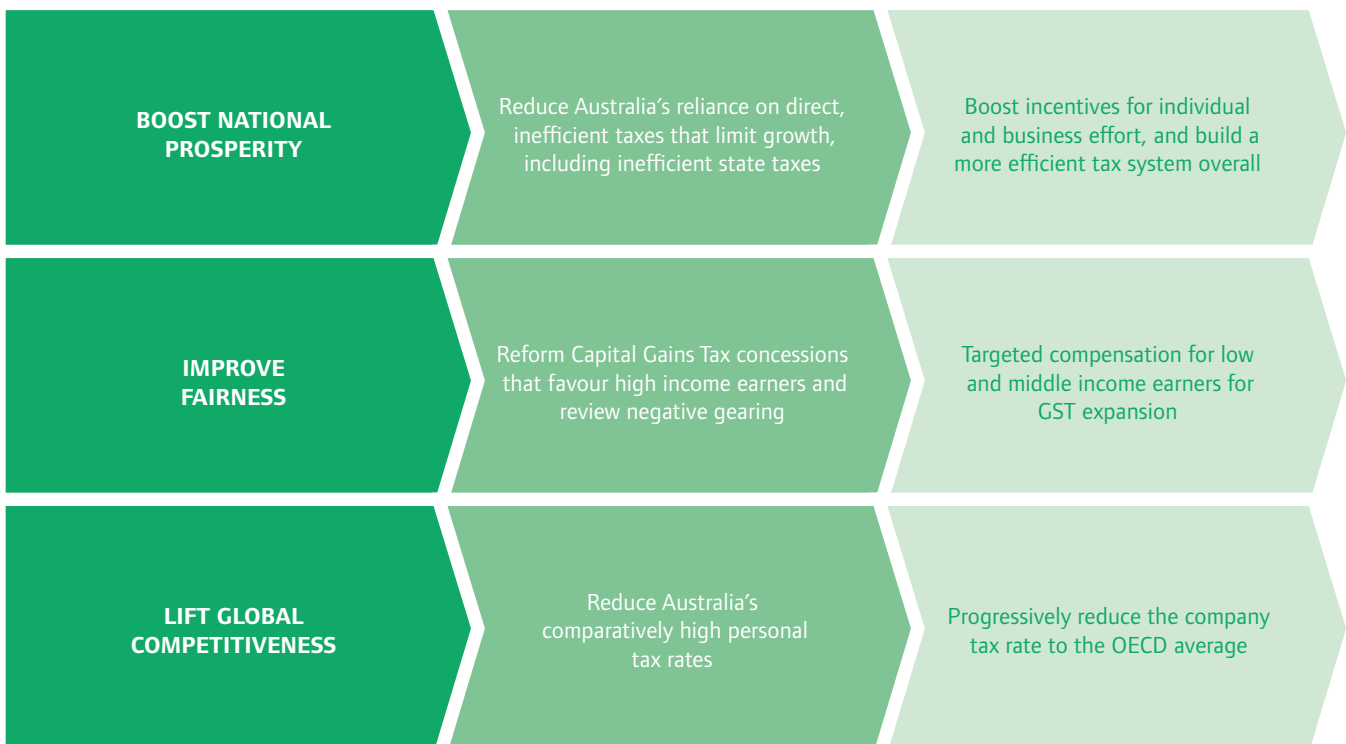 BOOST NATIONAL
PROSPERITY
Reduce Australia’s reliance on direct,
inefficient taxes that limit growth,
including inefficient state taxes
Boost incentives for individual
and business effort, and build a
more efficient tax system overall
IMPROVE
FAIRNESS
Reform Capital Gains Tax concessions
that favour high income earners and
review negative gearing
Targeted compensation for low
and middle income earners for
GST expansion
LIFT GLOBAL
COMPETITIVENESS
Reduce Australia’s
comparatively high personal
tax rates
Progressively reduce the company
tax rate to the OECD average